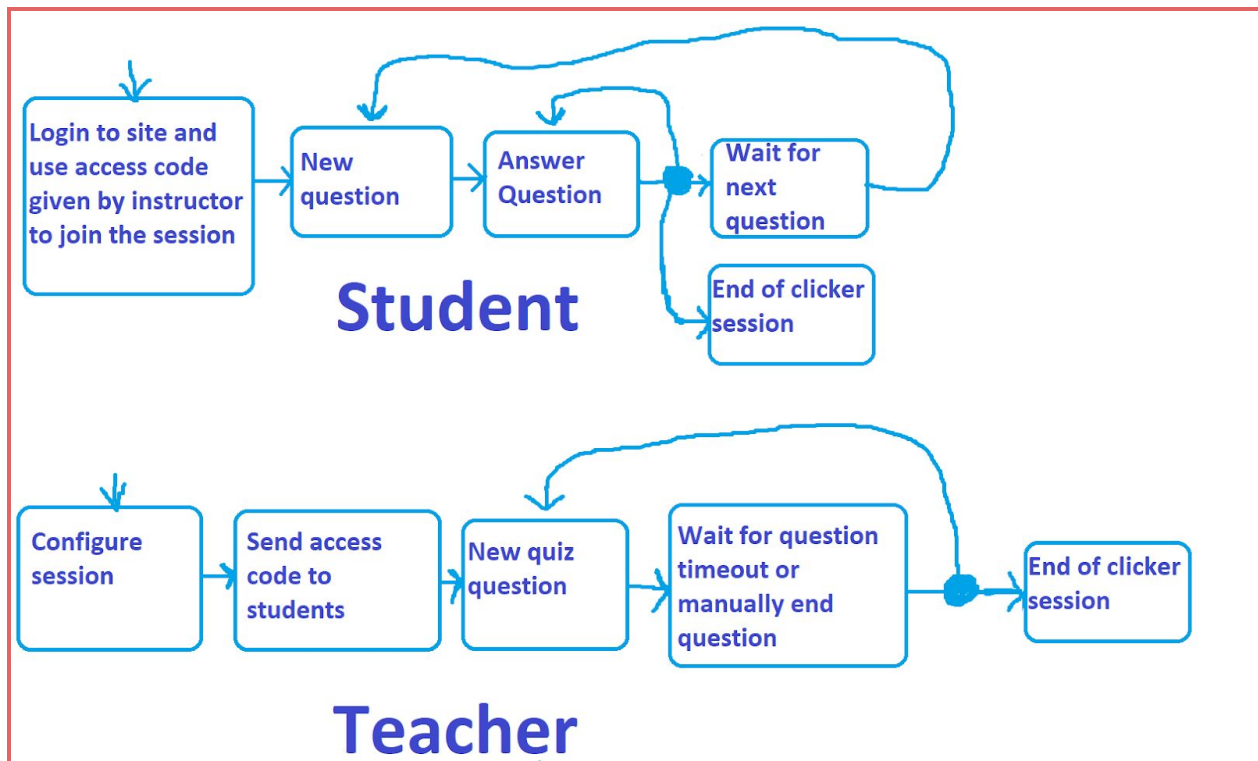 Login to site and
use access code
given by instructor
to join the session
New
question
Answer
Question
Wait for
next
question
End of clicker
session
Student
Configure
session
Send access
code to
students
New quiz
question
Wait for question
timeout or
manually end
question
End of clicker
session
Teacher